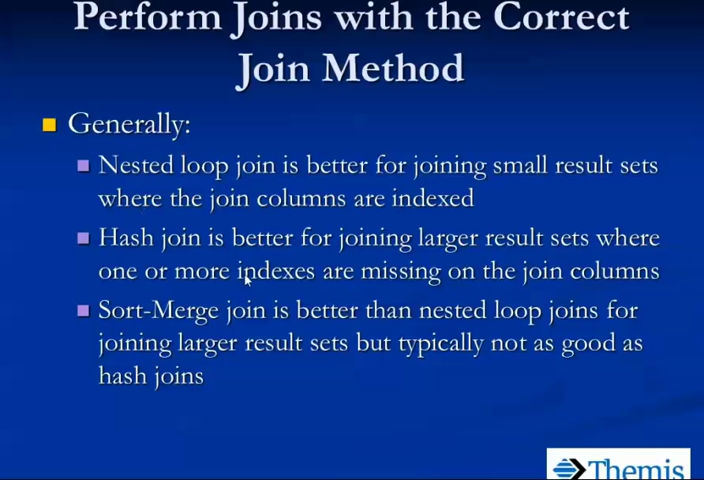 Perform Joins with the Correct
Join Method
Generally:
Nested loop join is better for joining small result sets
where the join columns are indexed
Hash join is better for joining larger result sets where
one or more indexes are missing on the join columns
Sort-Merge join is better than nested loop joins for
joining larger result sets but typically not as good as
hash joins
Themis